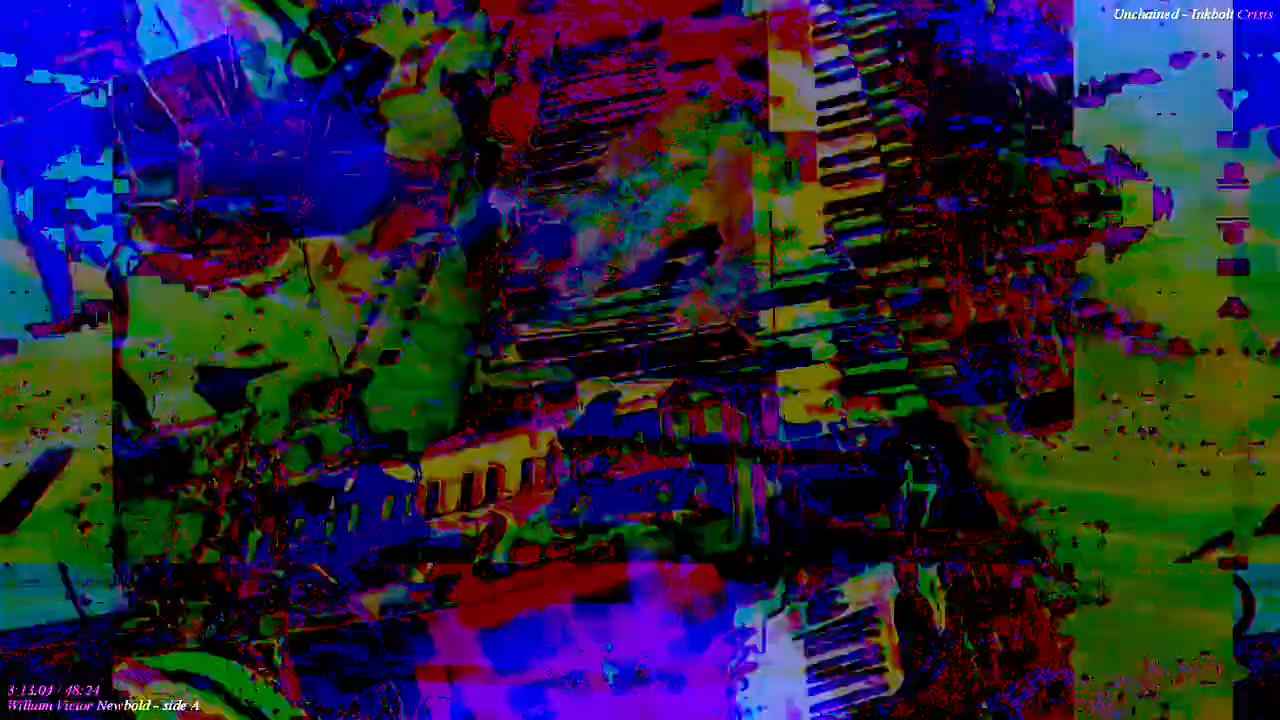 Unchained - Inkbolt Crisis
3:13.04 / 48:24
William Victor Newbold - side A